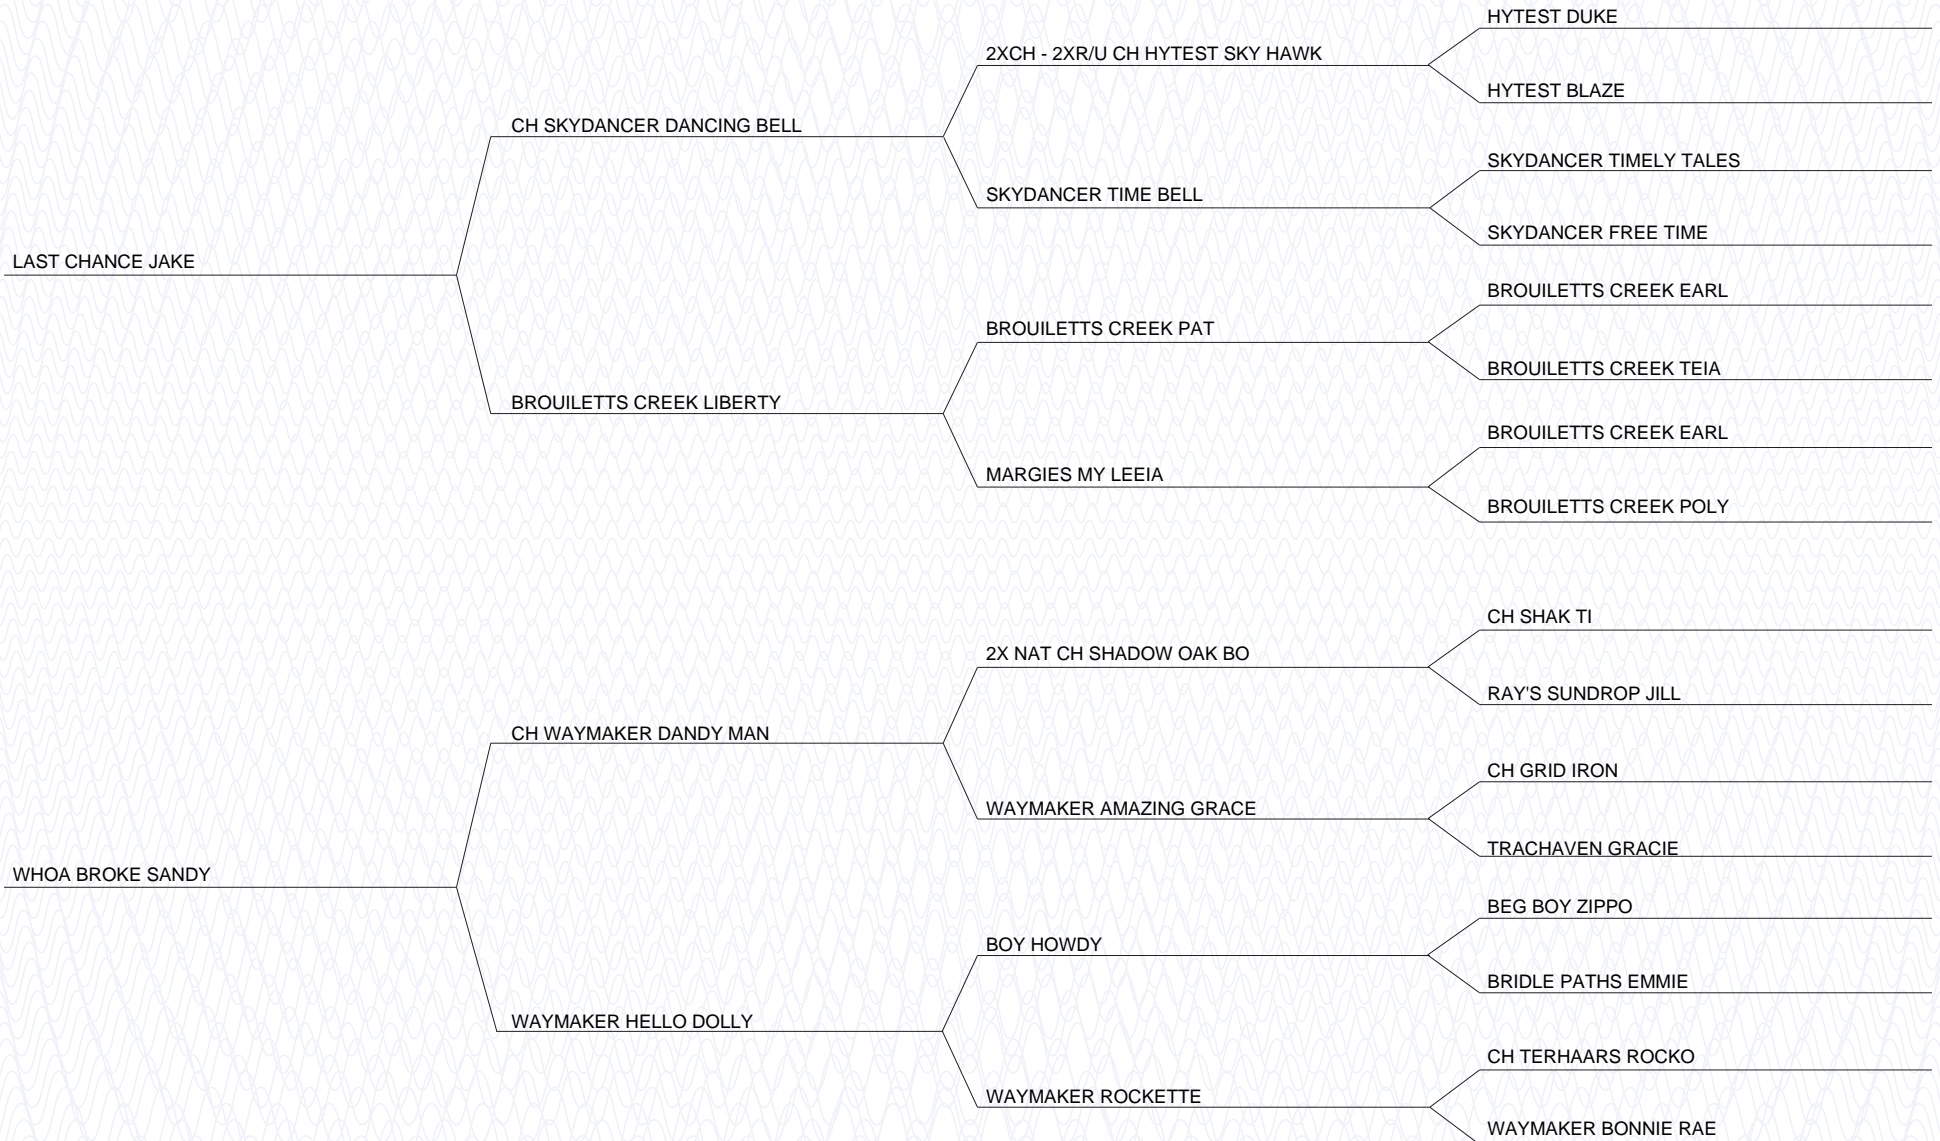 HYTEST DUKE
2XCH - 2XR/U CH HYTEST SKY HAWK
HYTEST BLAZE
CH SKYDANCER DANCING BELL
SKYDANCER TIMELY TALES
SKYDANCER TIME BELL
SKYDANCER FREE TIME
LAST CHANCE JAKE
BROUILETTS CREEK EARL
BROUILETTS CREEK PAT
BROUILETTS CREEK TEIA
BROUILETTS CREEK LIBERTY
BROUILETTS CREEK EARL
MARGIES MY LEEIA
BROUILETTS CREEK POLY
CH SHAK TI
2X NAT CH SHADOW OAK BO
RAY'S SUNDROP JILL
CH WAYMAKER DANDY MAN
CH GRID IRON
WAYMAKER AMAZING GRACE
TRACHAVEN GRACIE
WHOA BROKE SANDY
BEG BOY ZIPPO
BOY HOWDY
BRIDLE PATHS EMMIE
WAYMAKER HELLO DOLLY
CH TERHAARS ROCKO
WAYMAKER ROCKETTE
WAYMAKER BONNIE RAE